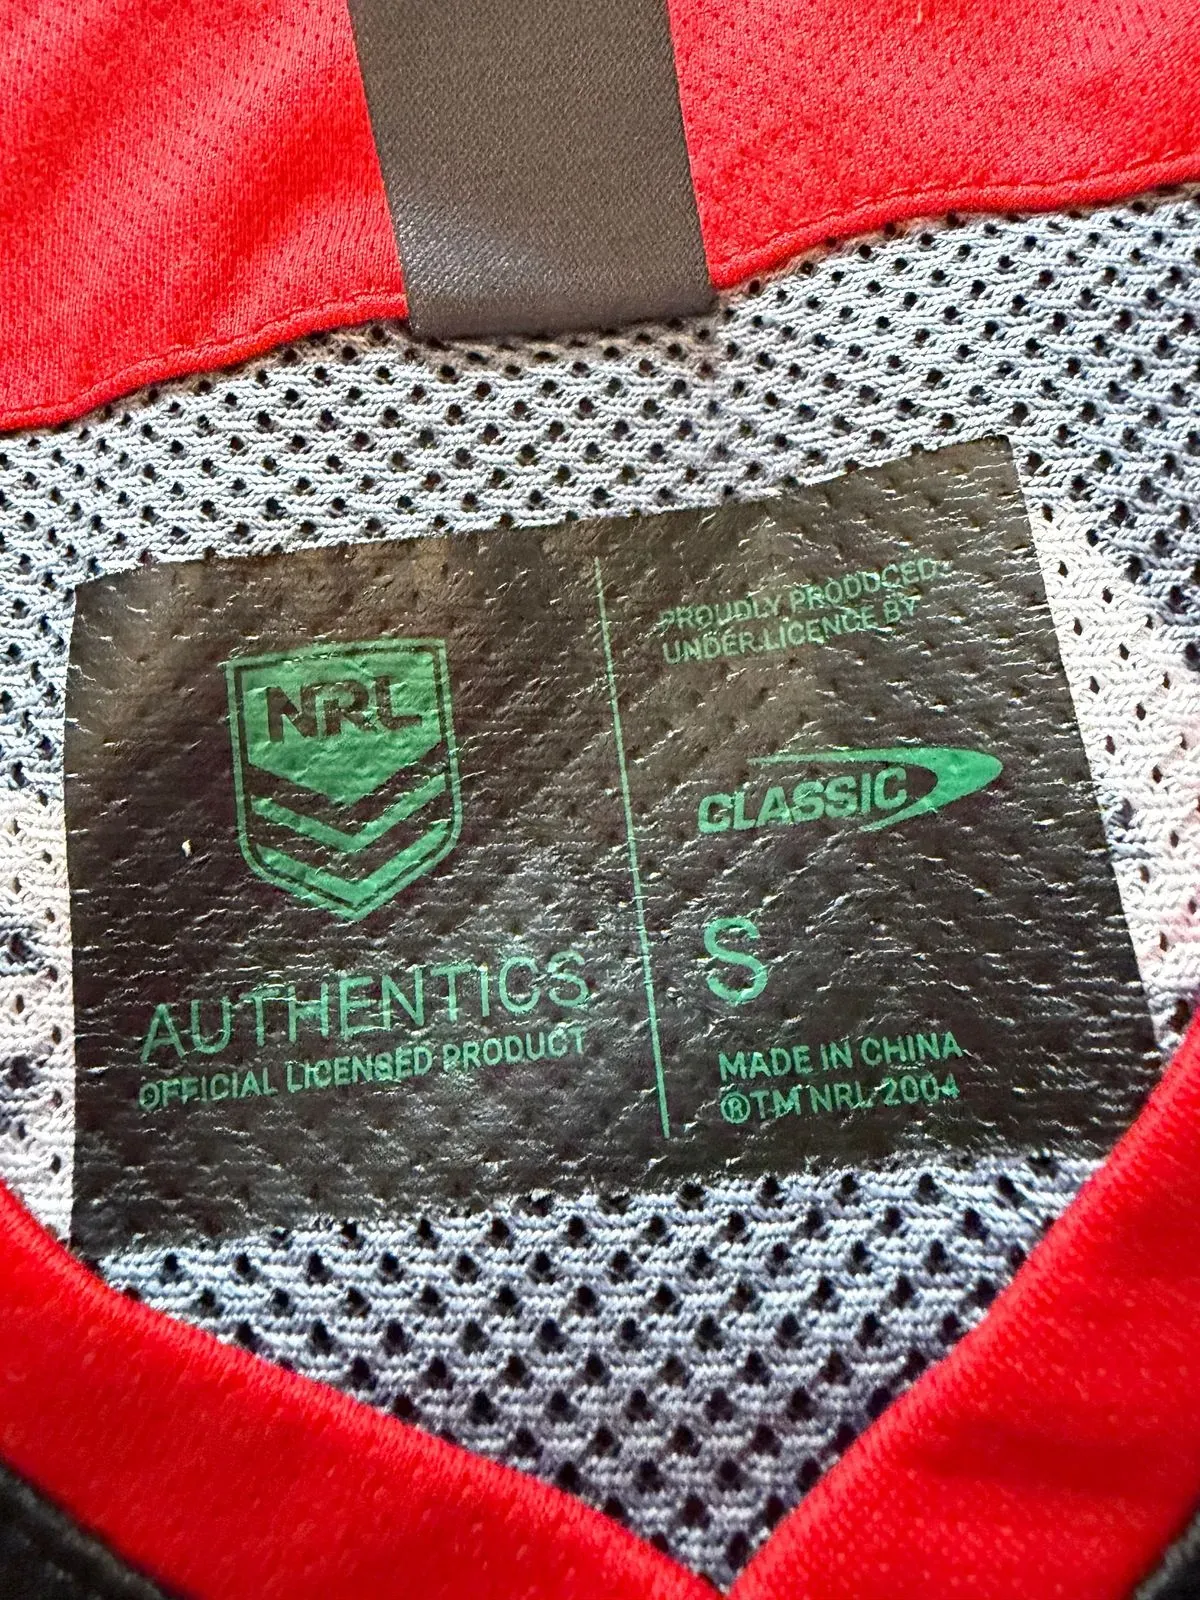 NRL
AUTHENTICS
OFFICIAL LICENSED PRODUCT
PROUDLY PRODUCED
UNDER LICENCE BY
CLASSIC
S
MADE IN CHINA
®TM NRL 2004